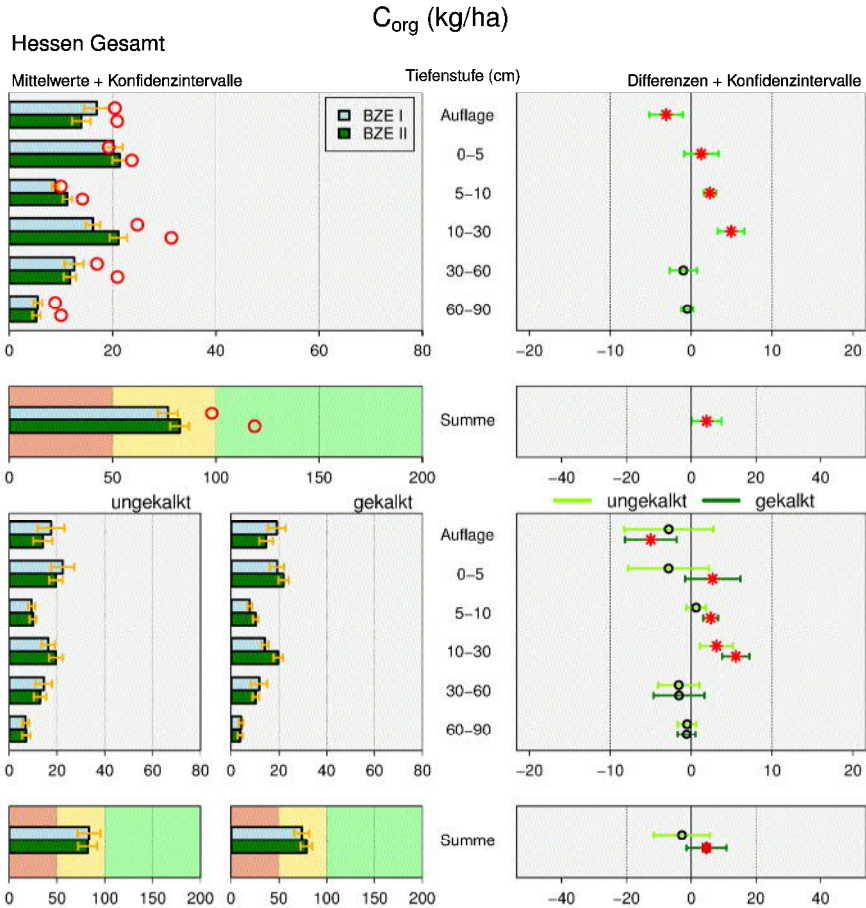 Corg (kg/ha)
Hessen Gesamt
Mittelwerte + Konfidenzintervalle
Tiefenstufe (cm)
Differenzen + Konfidenzintervalle
BZE I
BZE II
Auflage
0−5
5−10
10−30
30−60
60−90
0 20 40 60 80
−20 −10 0 10 20
Summe
0 50 100 150 200
−40 −20 0 20 40
ungekalkt
gekalkt
ungekalkt gekalkt
Auflage
0−5
5−10
10−30
30−60
60−90
0 20 40 60 80
0 20 40 60 80
−20 −10 0 10 20
Summe
0 50 100 150 200
0 50 100 150 200
−40 −20 0 20 40